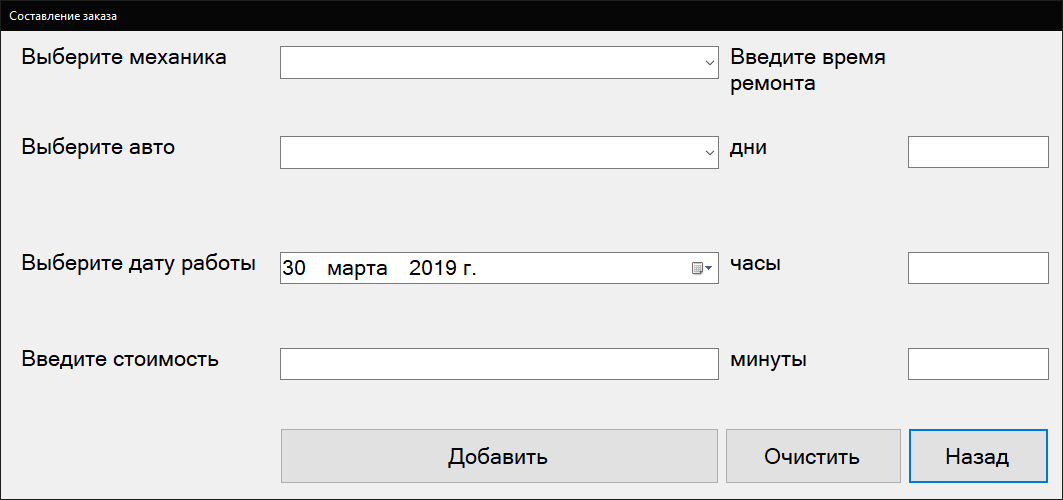 Составление заказа
Выберите механика
Введите время
ремонта
Выберите авто
дни
Выберите дату работы
30 марта 2019 г.
часы
Введите стоимость
минуты
Добавить
Очистить
Назад